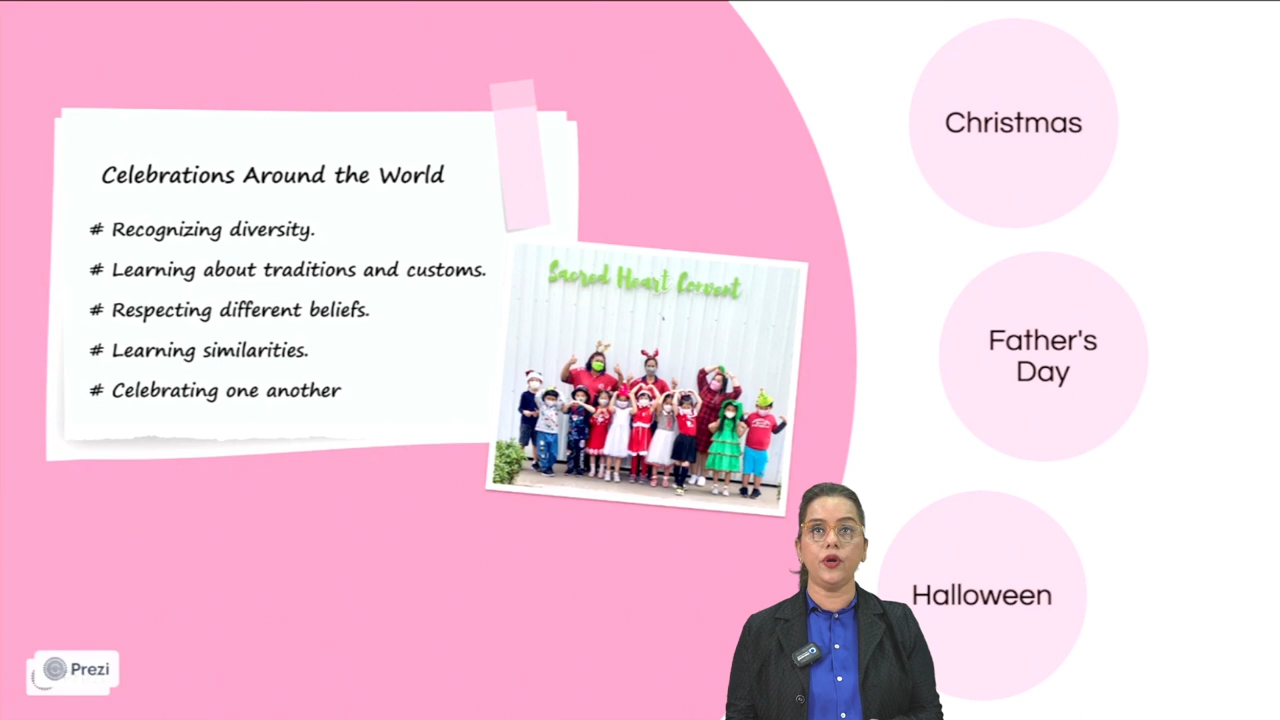 Celebrations Around the World
# Recognizing diversity.
# Learning about traditions and customs.
# Respecting different beliefs.
# Learning similarities.
# Celebrating one another
Sacred Heart Convent
Christmas
Father's
Day
Halloween
Prezi